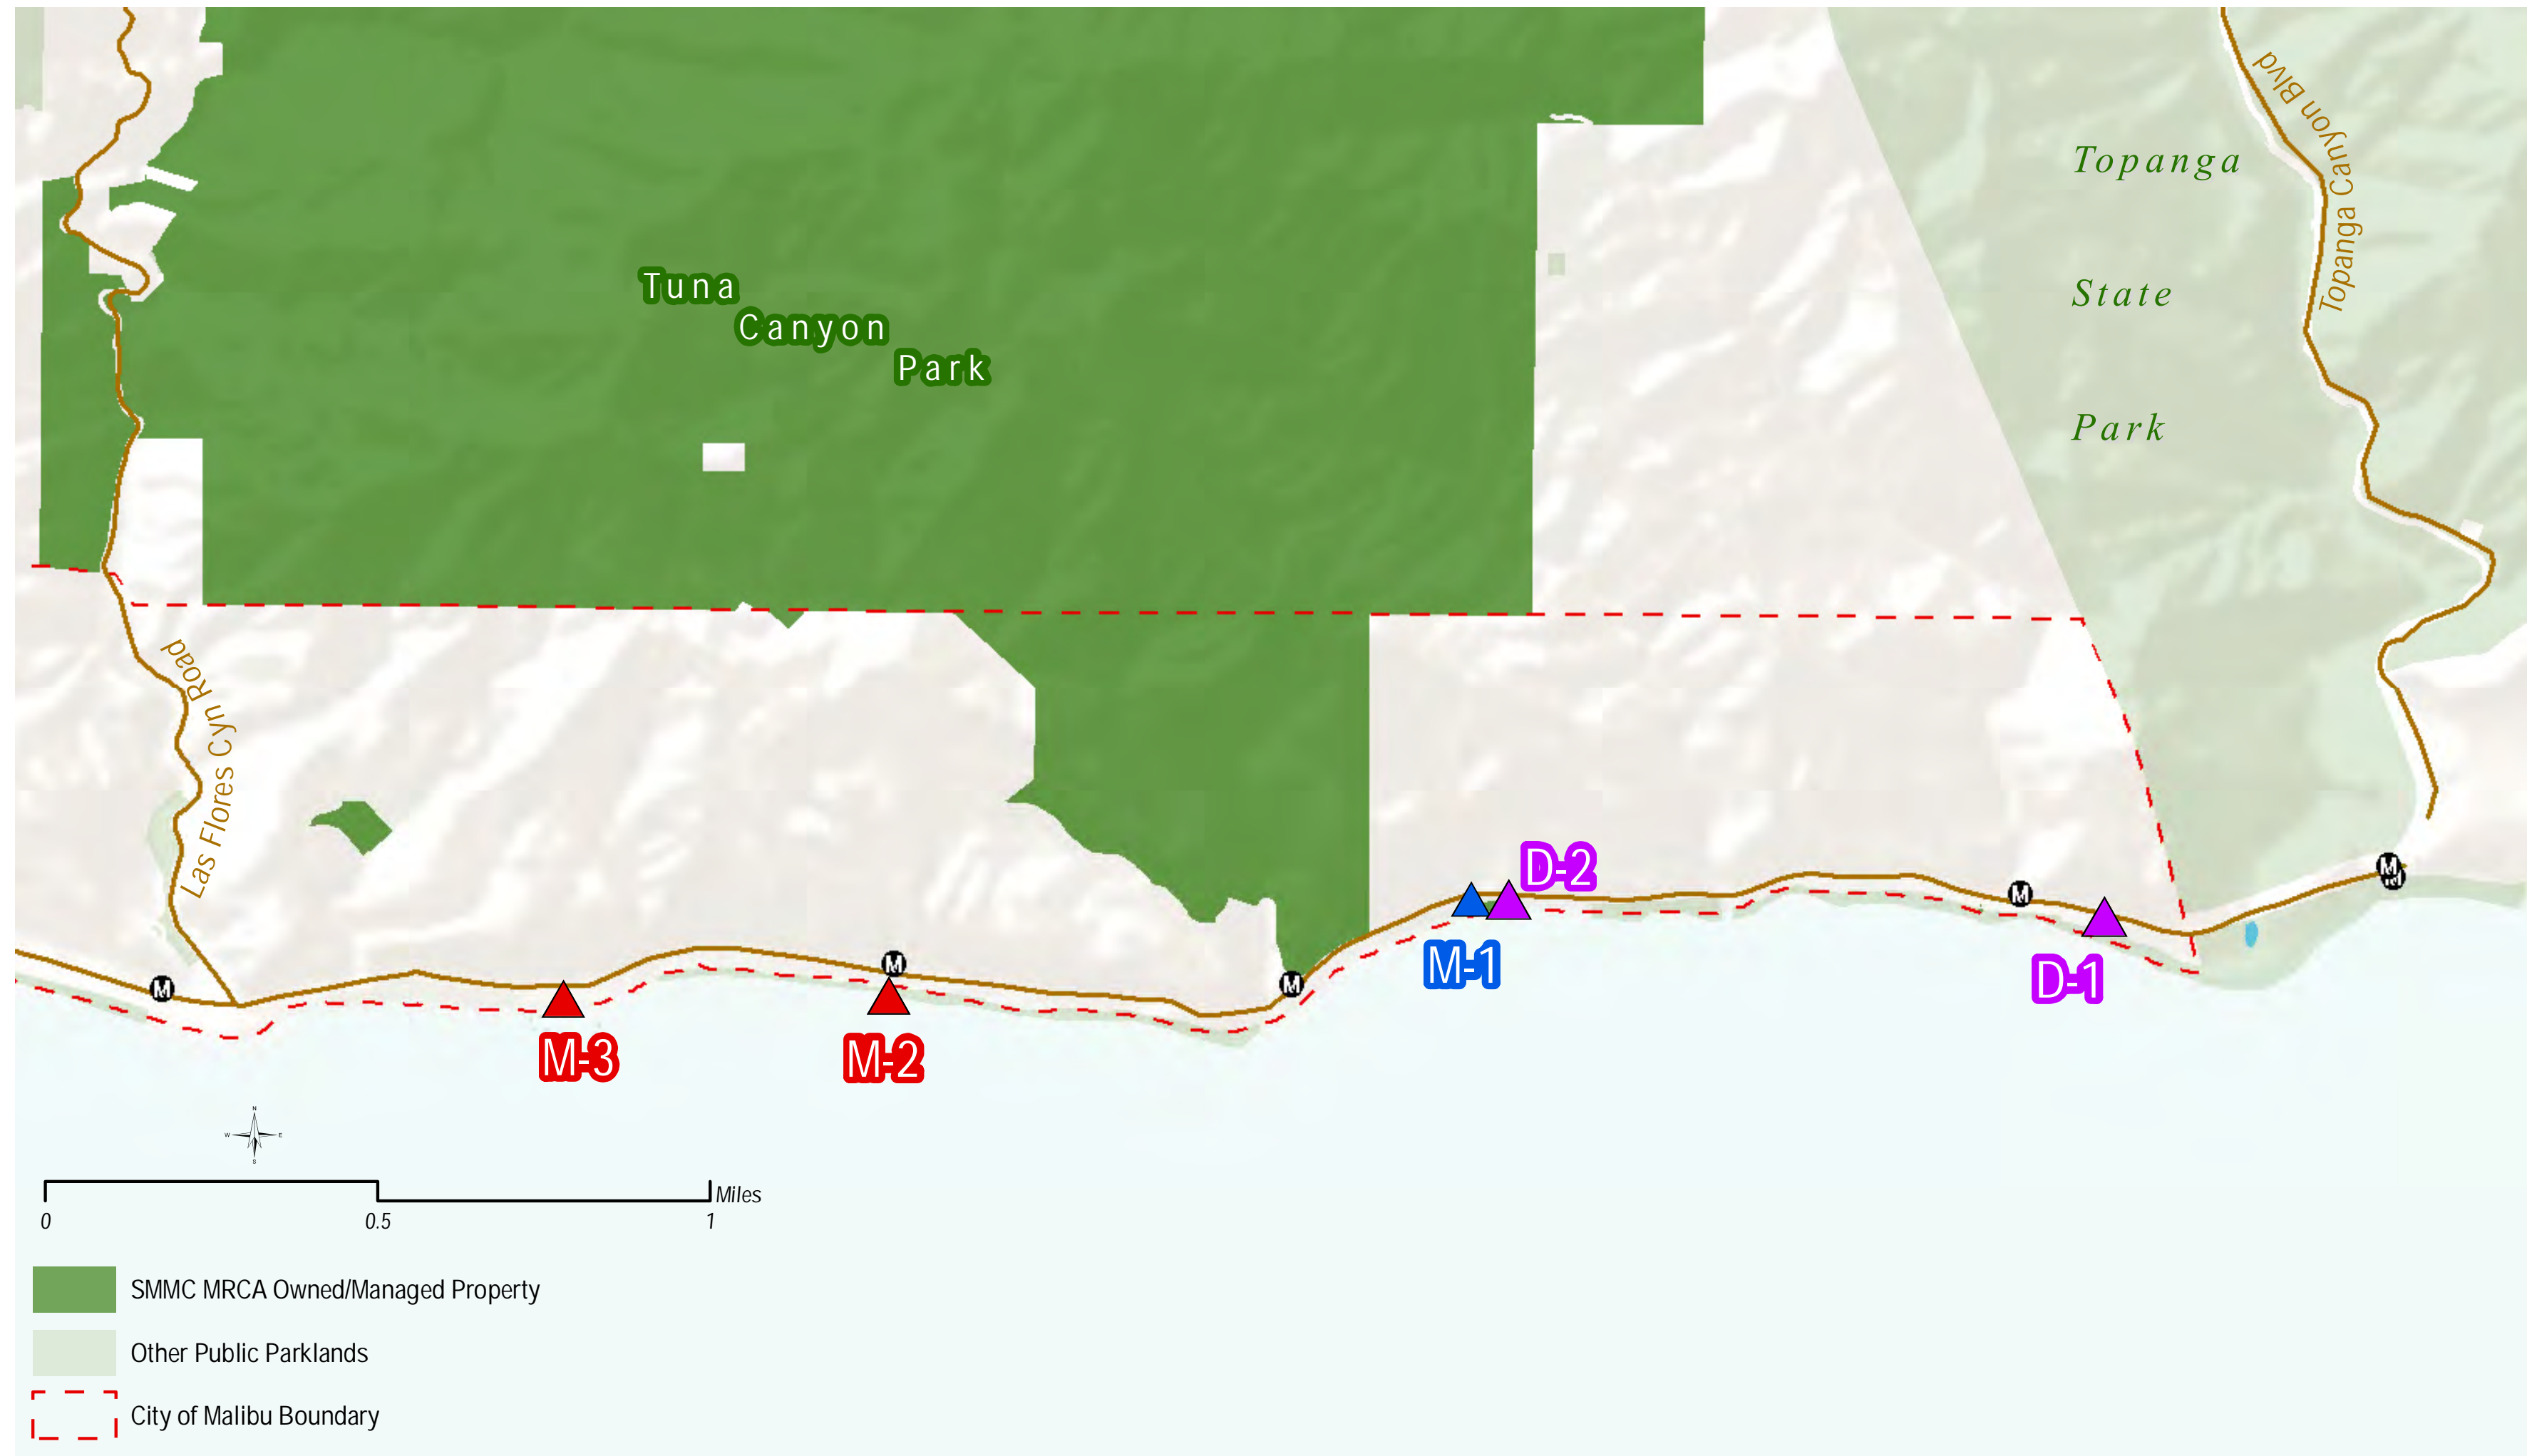 Topanga Canyon Blvd
Topanga
State
Park
Tuna
Canyon
Park
Las Flores Cyn Road
D-2
M-1
D-1
M
M
M
M
M
M
M-3
M-2
N
W E
S
Miles
0 0.5 1
SMMC MRCA Owned/Managed Property
Other Public Parklands
City of Malibu Boundary